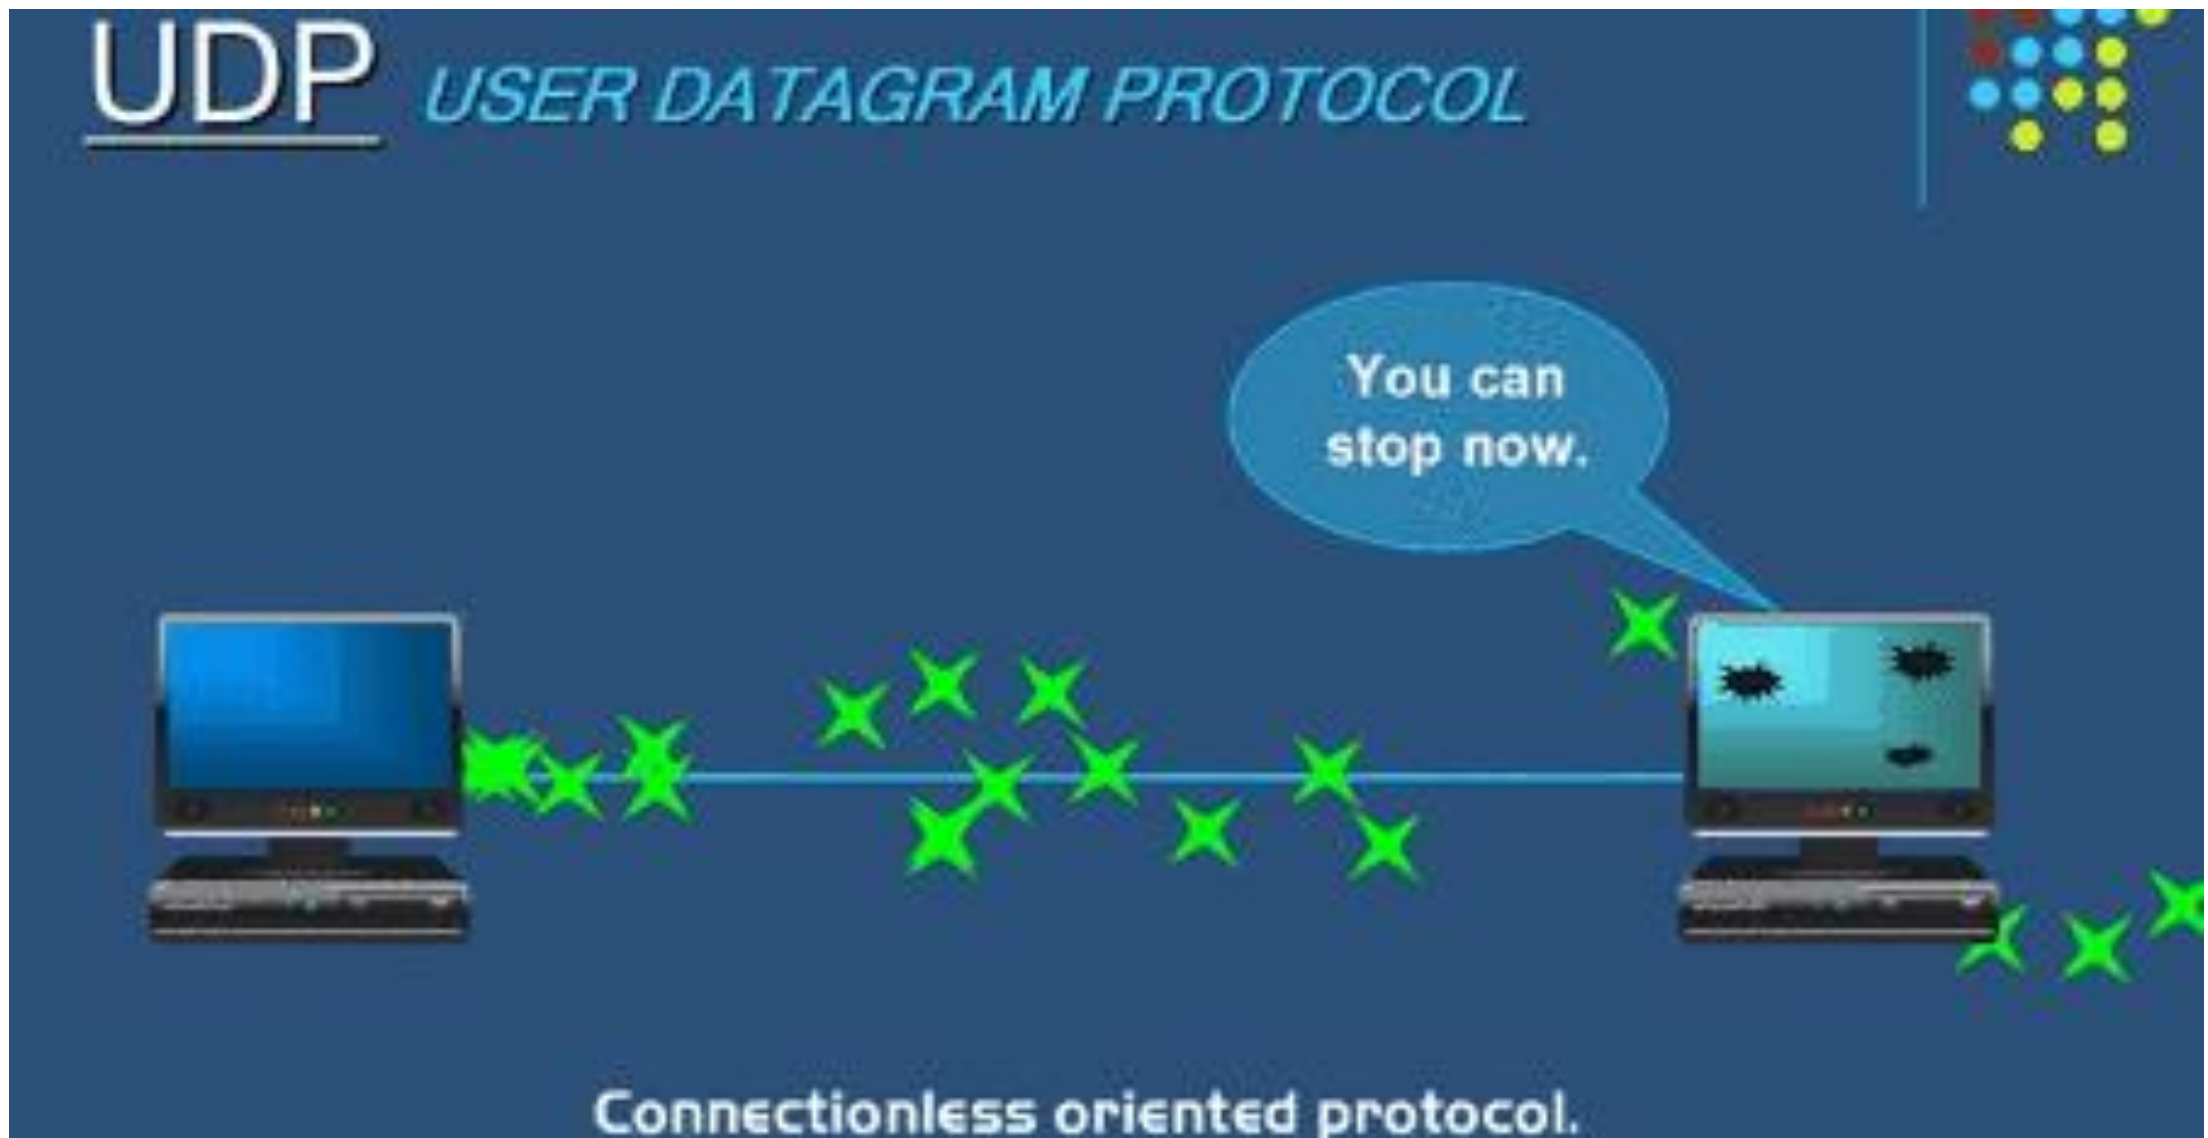 UDP USER DATAGRAM PROTOCOL
You can
stop now.
Connectionless oriented protocol.